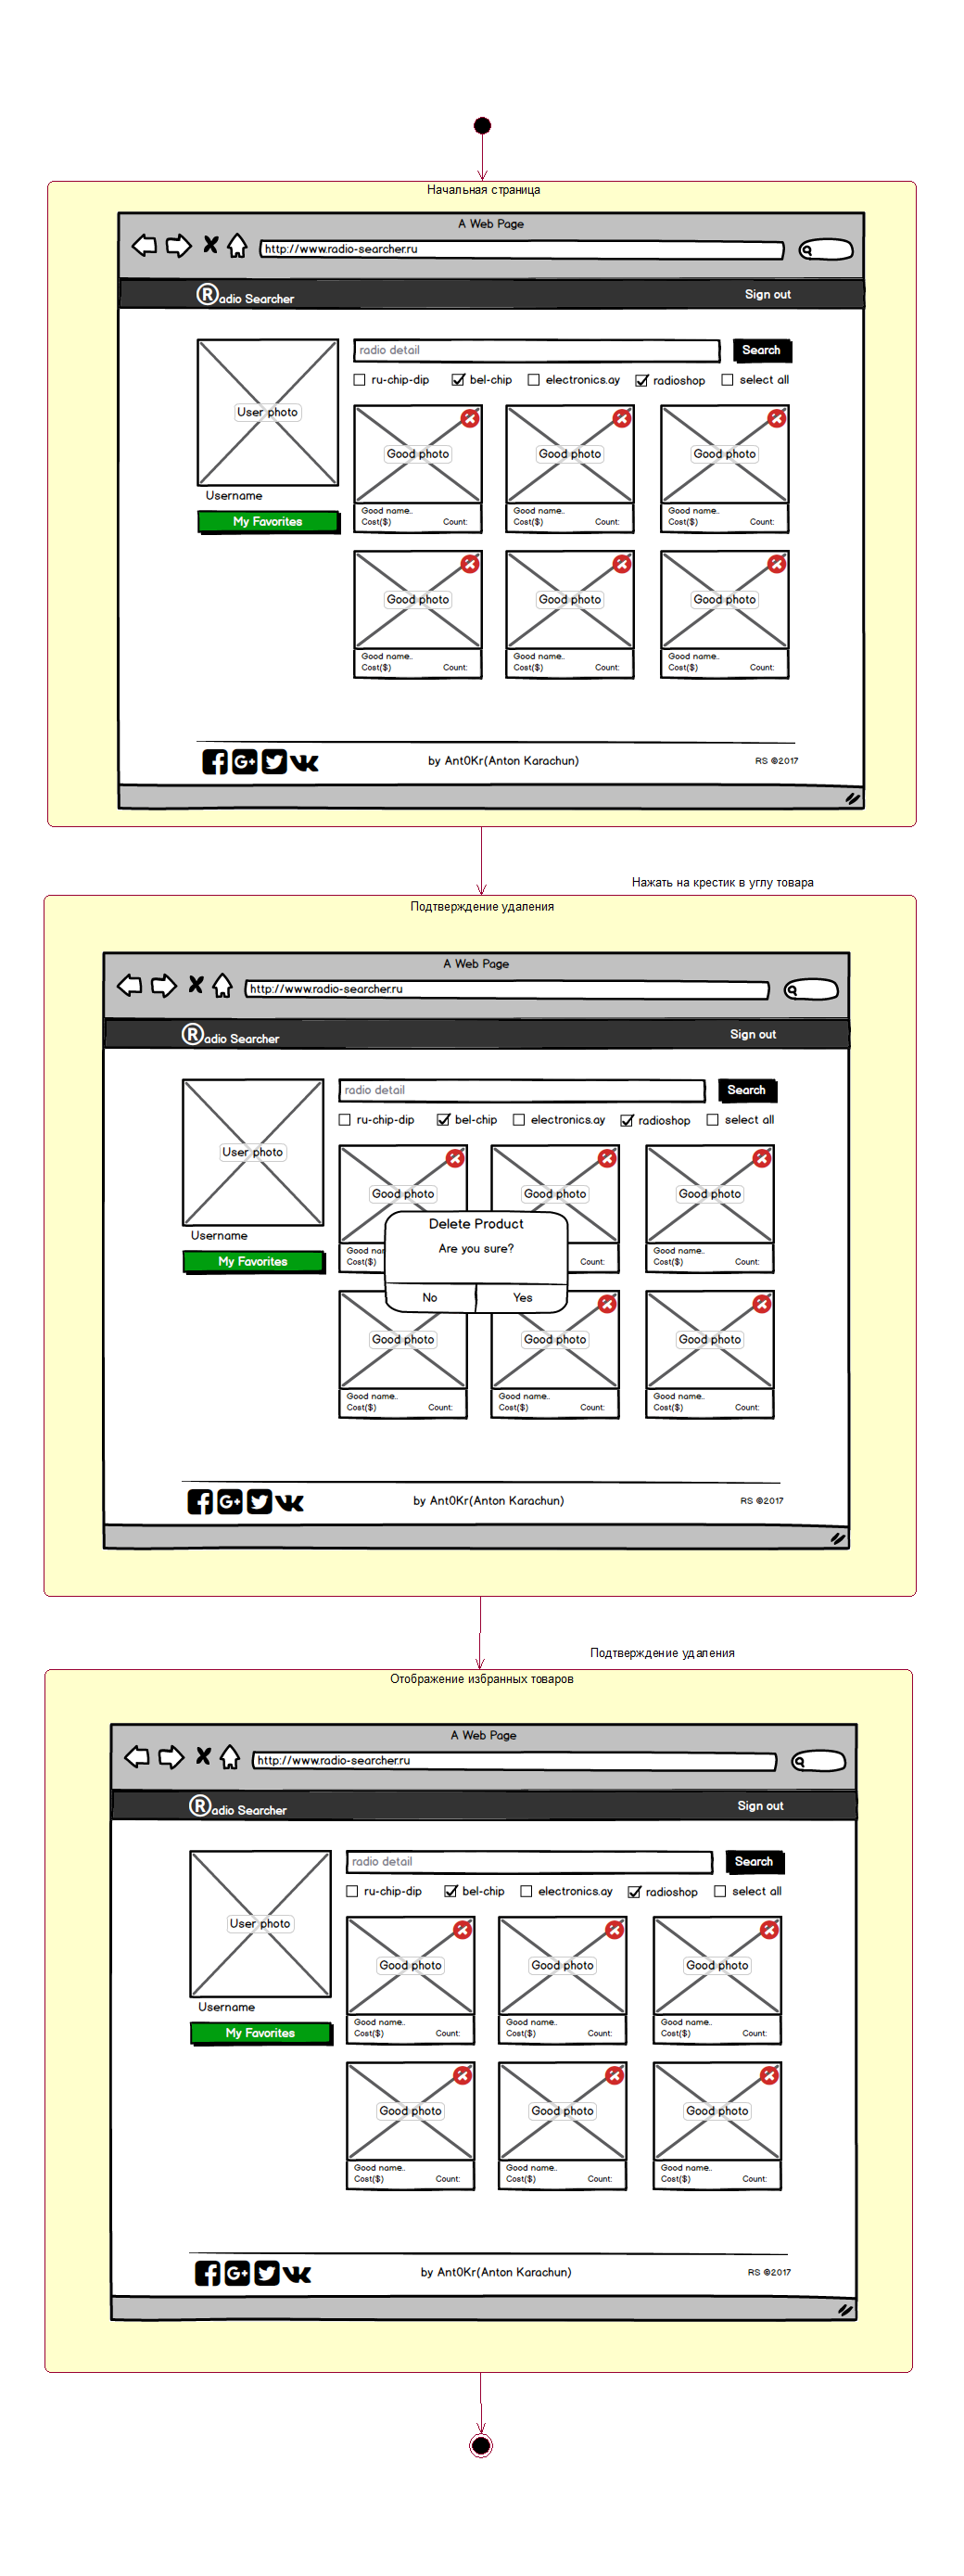 Начальная страница
A Web Page
http://www.radio-searcher.ru
Radio Searcher Sign out
radio detail Search
ru-chip-dip bel-chip electronics.ay radioshop select all
User photo
Good photo Good photo Good photo
Username
Good name.. Good name.. Good name..
Cost($) Count: Cost($) Count: Cost($) Count:
My Favorites
Good photo Good photo Good photo
Good name.. Good name.. Good name..
Cost($) Count: Cost($) Count: Cost($) Count:
by Ant0Kr(Anton Karachun) RS ©2017
Нажать на крестик в углу товара
Подтверждение удаления
A Web Page
http://www.radio-searcher.ru
Radio Searcher Sign out
radio detail Search
ru-chip-dip bel-chip electronics.ay radioshop select all
User photo
Good photo Good photo Good photo
Delete Product
Username
Are you sure?
Good nam Good name..
Cost($) Count: Cost($) Count:
My Favorites
No Yes
Good photo Good photo Good photo
Good name.. Good name.. Good name..
Cost($) Count: Cost($) Count: Cost($) Count:
by Ant0Kr(Anton Karachun) RS ©2017
Подтверждение удаления
Отображение избранных товаров
A Web Page
http://www.radio-searcher.ru
Radio Searcher Sign out
radio detail Search
ru-chip-dip bel-chip electronics.ay radioshop select all
User photo
Good photo Good photo Good photo
Username
Good name.. Good name.. Good name..
Cost($) Count: Cost($) Count: Cost($) Count:
My Favorites
Good photo Good photo Good photo
Good name.. Good name.. Good name..
Cost($) Count: Cost($) Count: Cost($) Count:
by Ant0Kr(Anton Karachun) RS ©2017